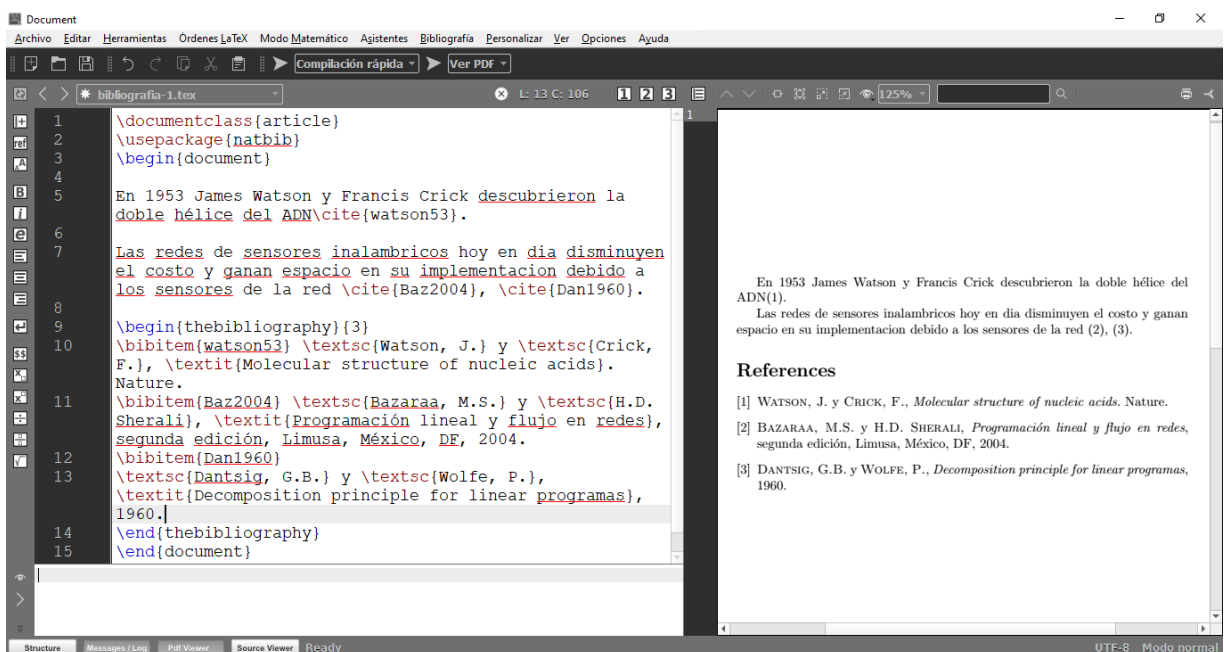 Document
Archivo Editar Herramientas Ordenes LaTeX Modo Matemático Asistentes Bibliografía Personalizar Ver Opciones Ayuda
Compilación rápida Ver PDF
bibliografia-1.tex L: 13 C: 106 1 2 3 125%
1 \documentclass{article}
2 \usepackage{natbib}
3 \begin{document}
4
5 En 1953 James Watson y Francis Crick descubrieron la
doble hélice del ADN\cite{watson53}.
6
7 Las redes de sensores inalambricos hoy en dia disminuyen
el costo y ganan espacio en su implementacion debido a
los sensores de la red \cite{Baz2004}, \cite{Dan1960}.
8
9 \begin{thebibliography}{3}
10 \bibitem{watson53} \textsc{Watson, J.} y \textsc{Crick,
F.}, \textit{Molecular structure of nucleic acids}.
Nature.
11 \bibitem{Baz2004} \textsc{Bazaraa, M.S.} y \textsc{H.D.
Sherali}, \textit{Programación lineal y flujo en redes},
segunda edición, Limusa, México, DF, 2004.
12 \bibitem{Dan1960}
13 \textsc{Dantsig, G.B.} y \textsc{Wolfe, P.},
\textit{Decomposition principle for linear programas},
1960.
14 \end{thebibliography}
15 \end{document}
1
En 1953 James Watson y Francis Crick descubrieron la doble hélice del
ADN(1).
Las redes de sensores inalambricos hoy en dia disminuyen el costo y ganan
espacio en su implementacion debido a los sensores de la red (2), (3).
References
[1] WATSON, J. y CRICK, F., Molecular structure of nucleic acids. Nature.
[2] BAZARAA, M.S. y H.D. SHERALI, Programación lineal y flujo en redes,
segunda edición, Limusa, México, DF, 2004.
[3] DANTSIG, G.B. y WOLFE, P., Decomposition principle for linear programas,
1960.
Structure Messages / Log Pdf Viewer Source Viewer Ready UTF-8 Modo normal